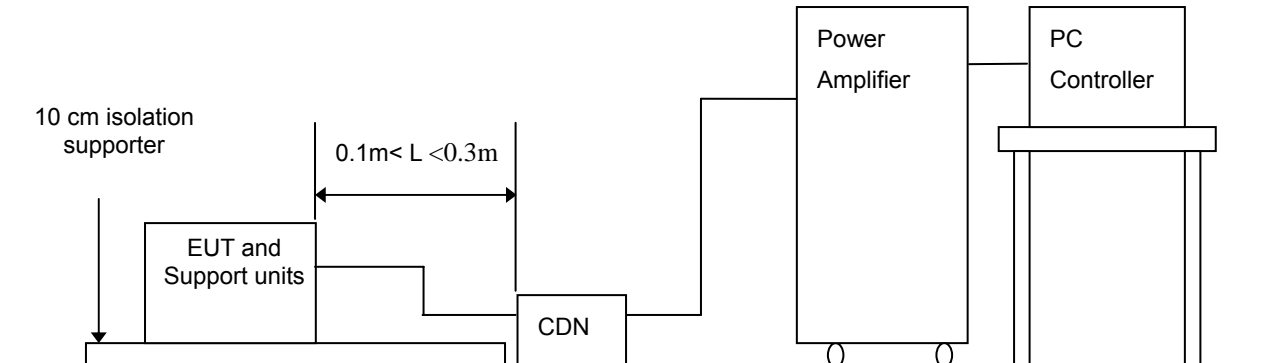 10 cm isolation
supporter
0.1m< L <0.3m
EUT and
Support units
CDN
Power
Amplifier
PC
Controller